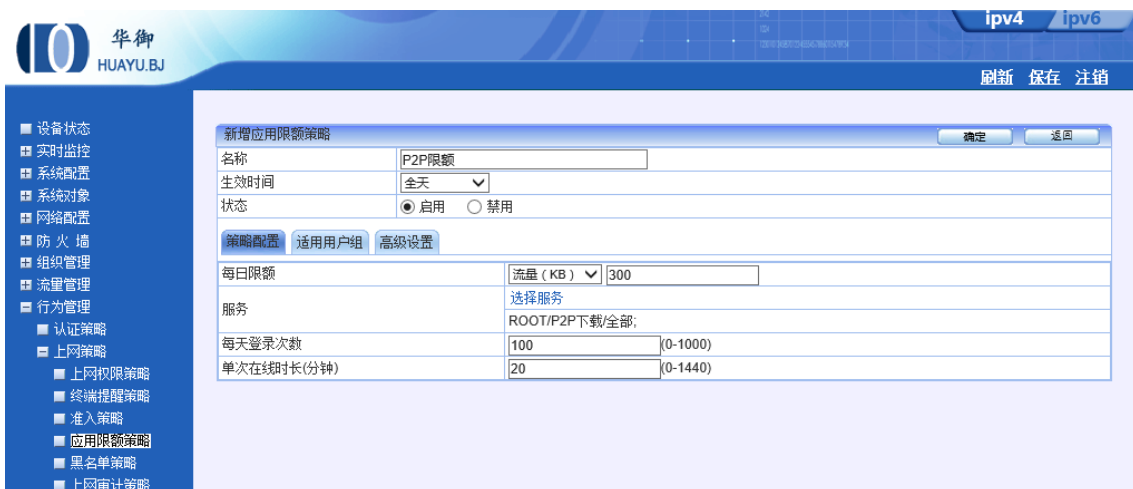 华御
HUAYU.BJ
ipv4 ipv6
刷新 保存 注销
设备状态
实时监控
系统配置
系统对象
网络配置
防 火 墙
组织管理
流量管理
行为管理
认证策略
上网策略
上网权限策略
终端提醒策略
准入策略
应用限额策略
黑名单策略
上网审计策略
新增应用限额策略 确定 返回
名称 P2P限额
生效时间 全天
状态 启用 禁用
策略配置 适用用户组 高级设置
每日限额 流量 ( KB ) 300
服务 选择服务
ROOT/P2P下载/全部;
每天登录次数 100 (0-1000)
单次在线时长(分钟) 20 (0-1440)